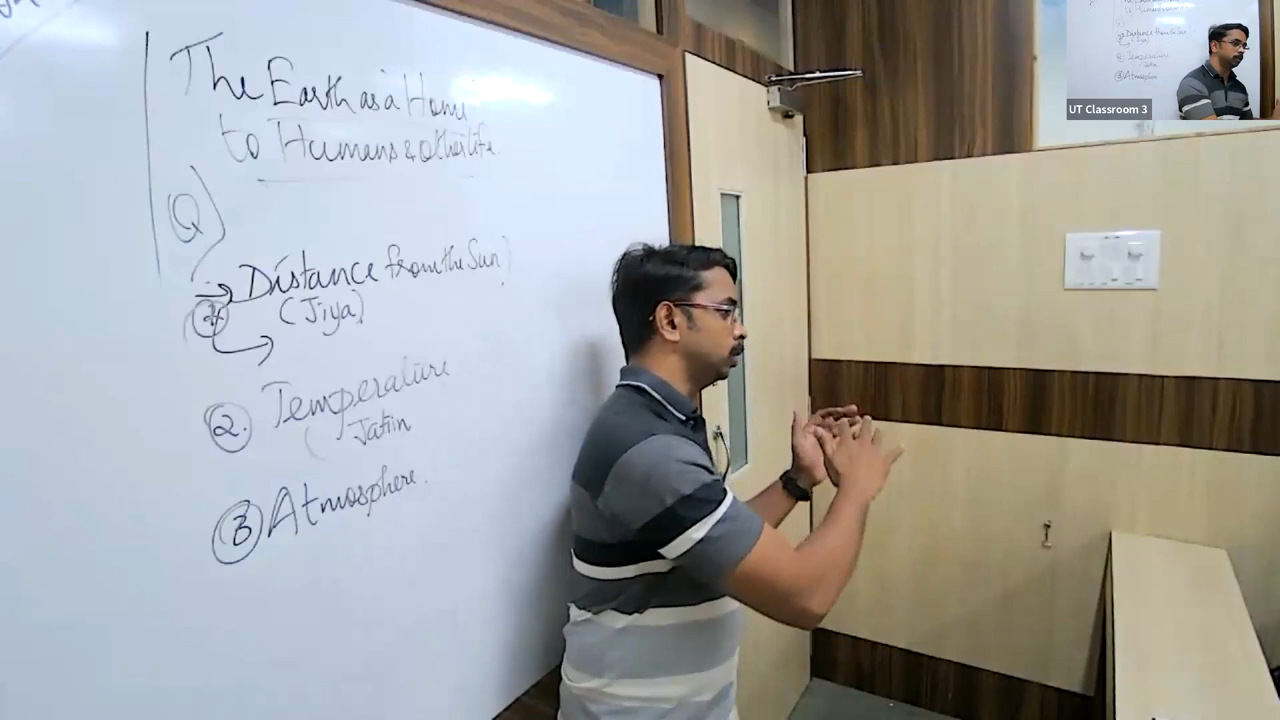 The Earth as a Home
to Humans & other life.
Q)
→ Distance from the Sun)
(Jiya)
2. Temperature
( Jatin
3 Atmosphere.
UT Classroom 3